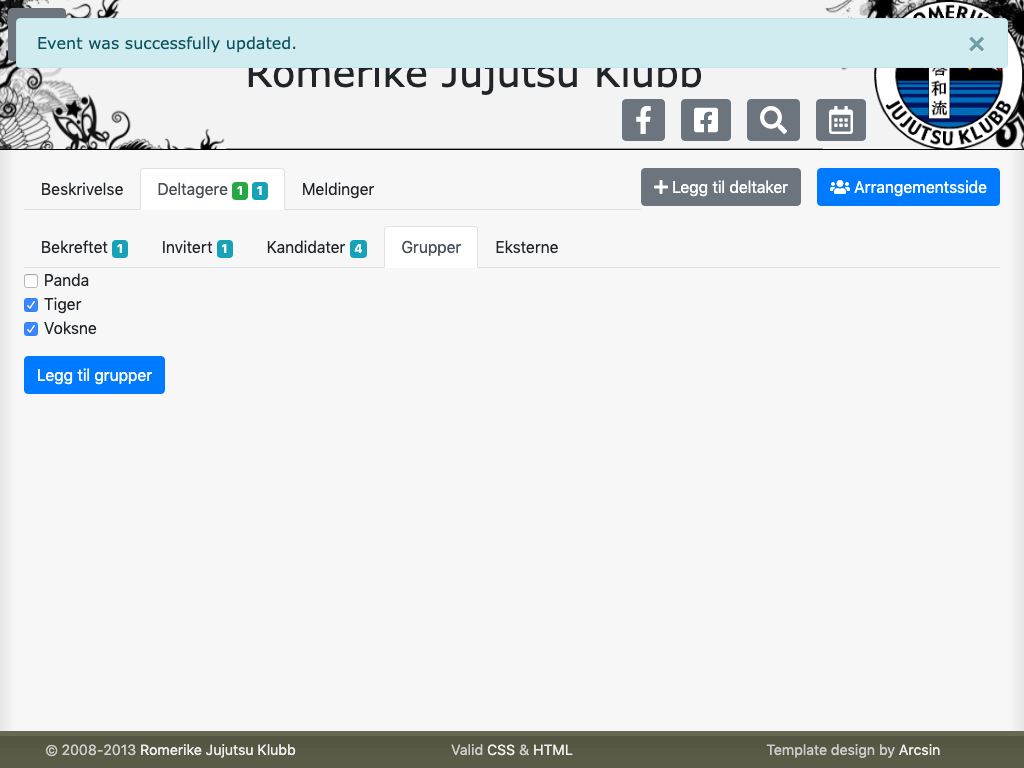 Event was successfully updated. ×
Romerike Jujutsu Klubb
ROMERIKE
和流
JUJUTSU KLUBB
Beskrivelse Deltagere 1 1 Meldinger Legg til deltaker Arrangementsside
Bekreftet 1 Invitert 1 Kandidater 4 Grupper Eksterne
Panda
Tiger
Voksne
Legg til grupper
© 2008-2013 Romerike Jujutsu Klubb Valid CSS & HTML Template design by Arcsin